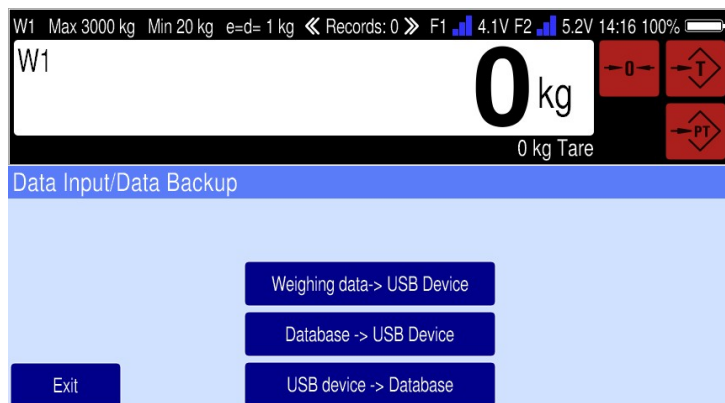 W1 Max 3000 kg Min 20 kg e=d= 1 kg ≪ Records: 0 ≫ F1 4.1V F2 5.2V 14:16 100%
W1
0 kg
→0←
→T
→PT
0 kg Tare
Data Input/Data Backup
Weighing data-> USB Device
Database -> USB Device
Exit
USB device -> Database